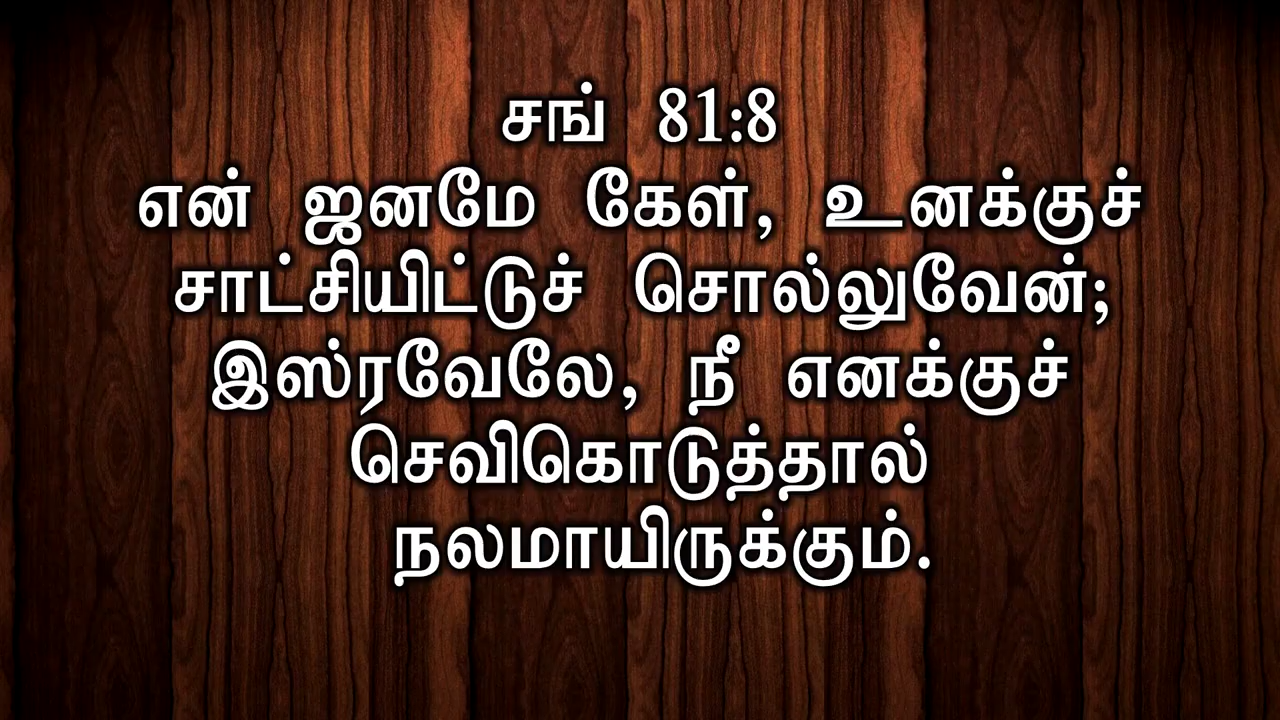 சங் 81:8
என் ஜனமே கேள், உனக்குச்
சாட்சியிட்டுச் சொல்லுவேன்;
இஸ்ரவேலே, நீ எனக்குச்
செவிகொடுத்தால்
நலமாயிருக்கும்.